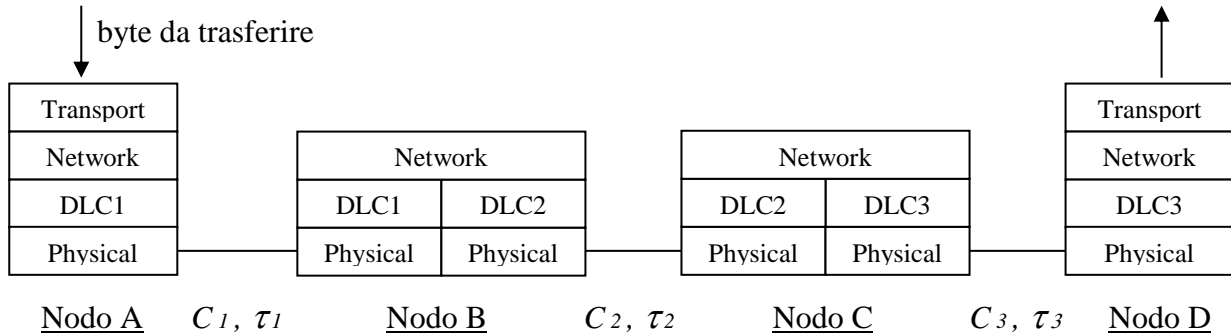 byte da trasferire
Transport
Transport
Network
Network
Network
Network
DLC1
DLC1
DLC2
DLC2
DLC3
DLC3
Physical
Physical
Physical
Physical
Physical
Physical
Nodo A
C1, τ1
Nodo B
C2, τ2
Nodo C
C3, τ3
Nodo D